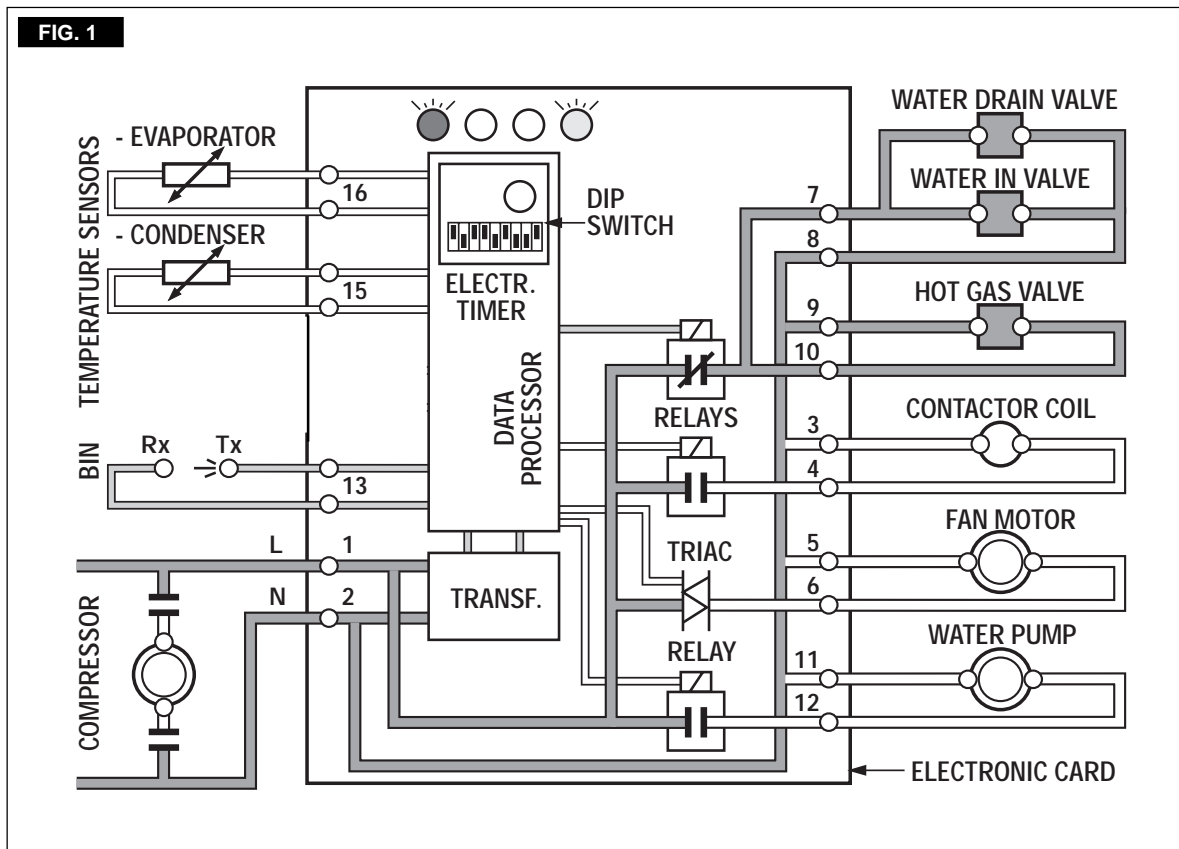 FIG. 1
TEMPERATURE SENSORS
- EVAPORATOR
16
- CONDENSER
15
BIN
Rx
Tx
13
L
1
N
2
COMPRESSOR
DIP
SWITCH
ELECTR.
TIMER
DATA
PROCESSOR
TRANSF.
RELAYS
TRIAC
RELAY
WATER DRAIN VALVE
WATER IN VALVE
7
8
HOT GAS VALVE
9
10
CONTACTOR COIL
3
4
FAN MOTOR
5
6
WATER PUMP
11
12
ELECTRONIC CARD